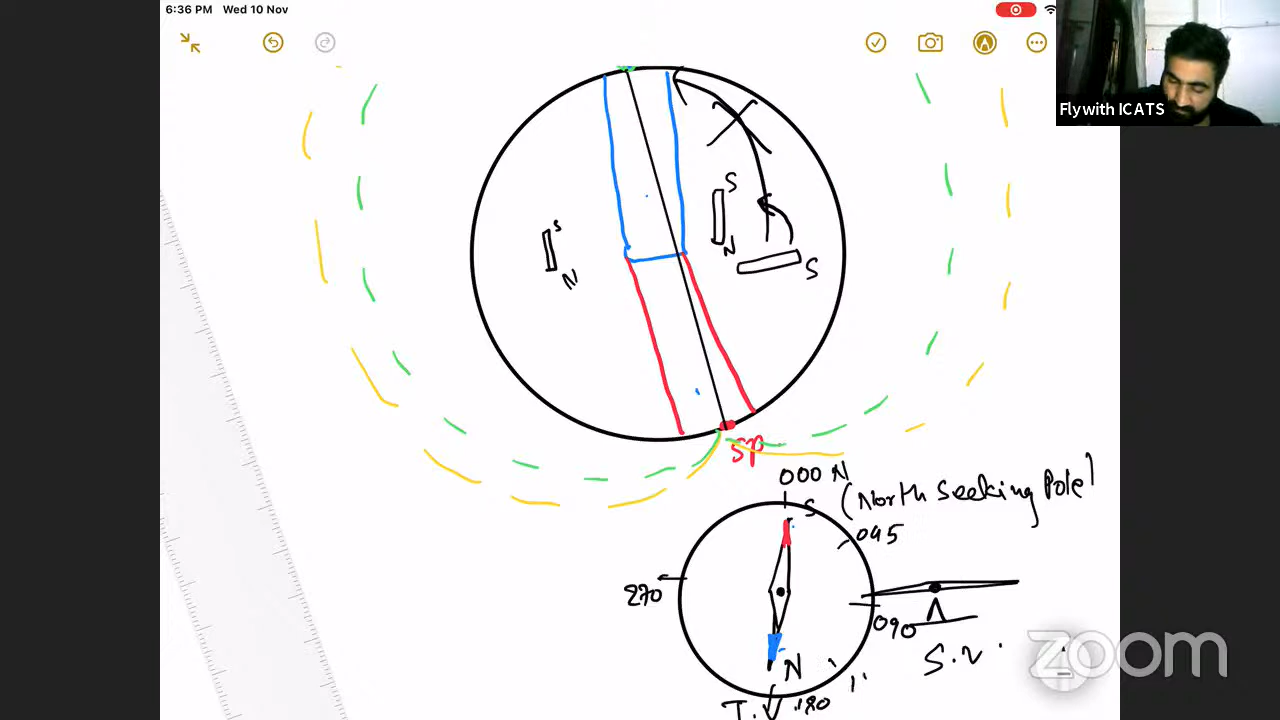 6:36 PM Wed 10 Nov
Flywith ICATS
S
S
N
N
S
SP
000 N
S
(North Seeking Pole)
045
270
090
S.V.
N
T.V
180
zoom